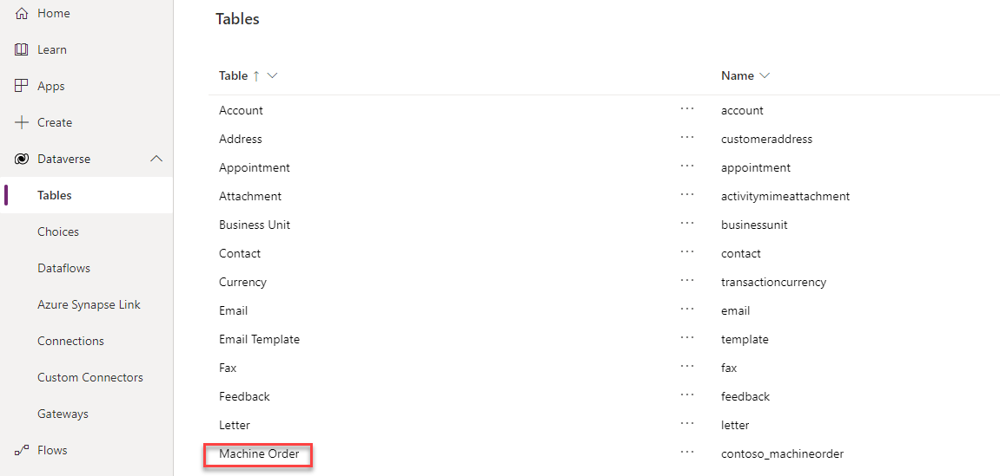 Home
Learn
Apps
Create
Dataverse
Tables
Choices
Dataflows
Azure Synapse Link
Connections
Custom Connectors
Gateways
Flows
Tables
Table ↑ Name
Account ··· account
Address ··· customeraddress
Appointment ··· appointment
Attachment ··· activitymimeattachment
Business Unit ··· businessunit
Contact ··· contact
Currency ··· transactioncurrency
Email ··· email
Email Template ··· template
Fax ··· fax
Feedback ··· feedback
Letter ··· letter
Machine Order ··· contoso_machineorder